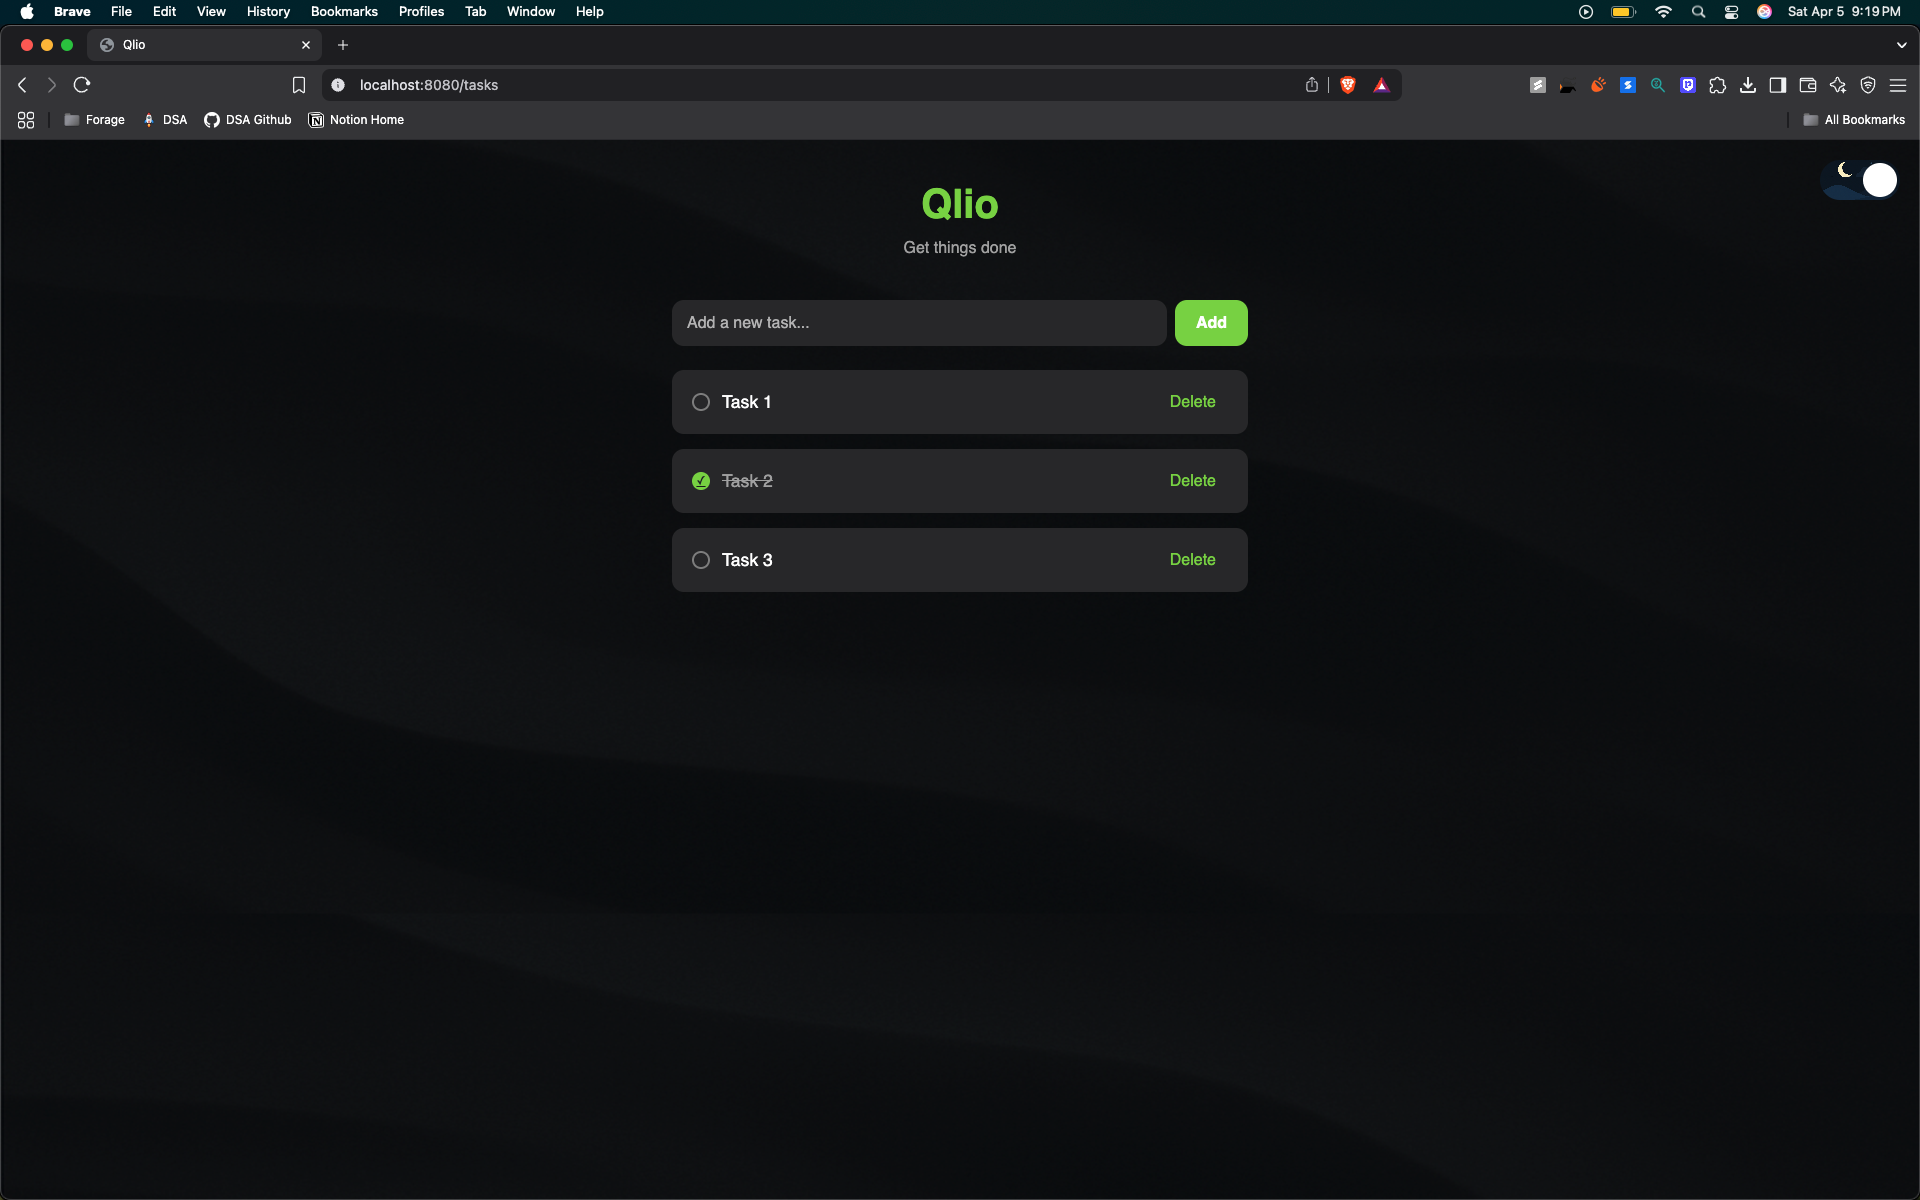 Brave File Edit View History Bookmarks Profiles Tab Window Help Sat Apr 5 9:19 PM
Qlio
localhost:8080/tasks
Forage DSA DSA Github Notion Home All Bookmarks
Qlio
Get things done
Add a new task... Add
Task 1 Delete
Task 2 Delete
Task 3 Delete